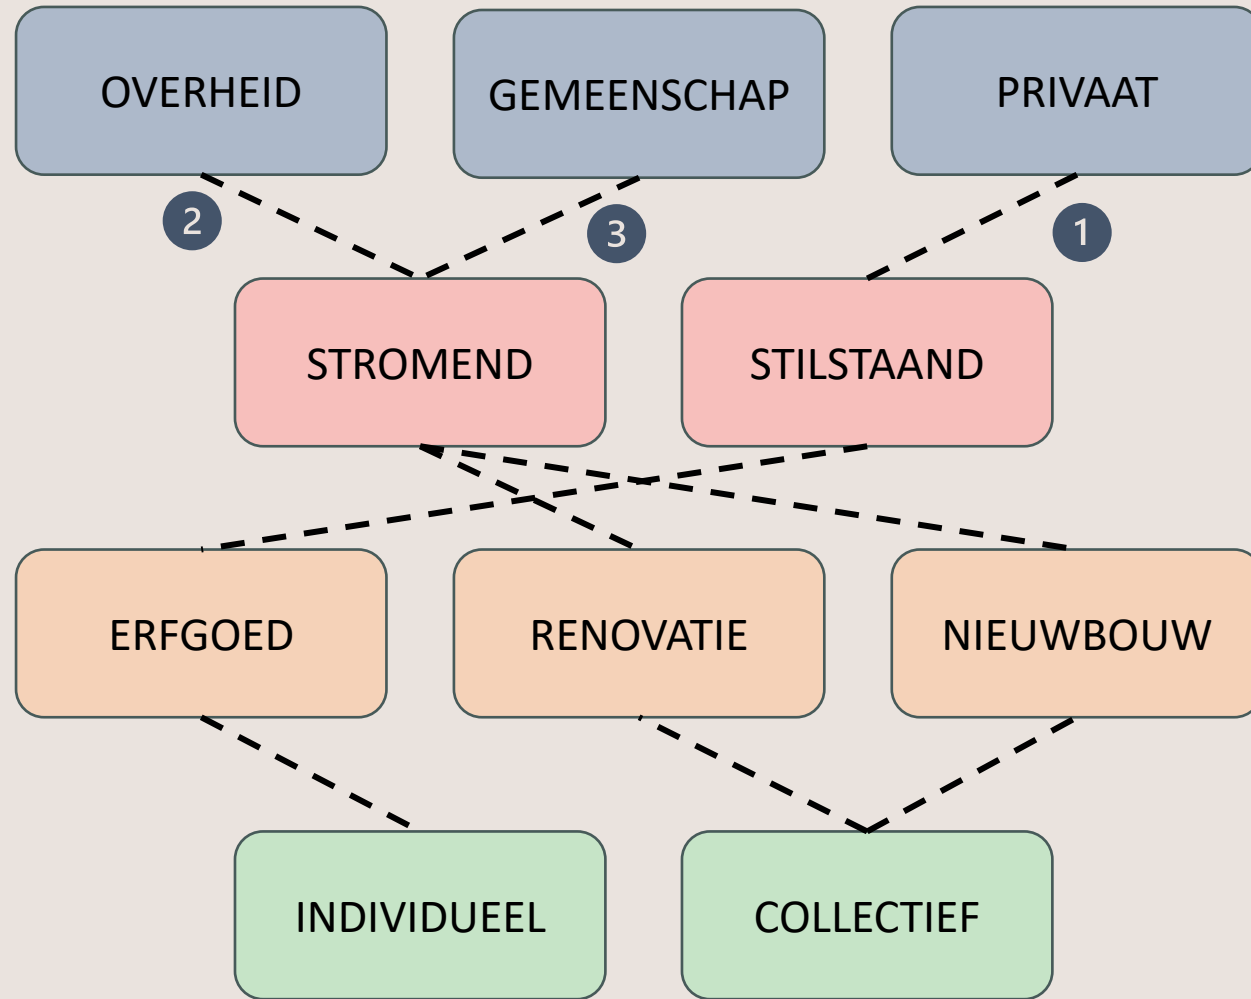 OVERHEID
GEMEENSCHAP
PRIVAAT
2
3
1
STROMEND
STILSTAAND
ERFGOED
RENOVATIE
NIEUWBOUW
INDIVIDUEEL
COLLECTIEF